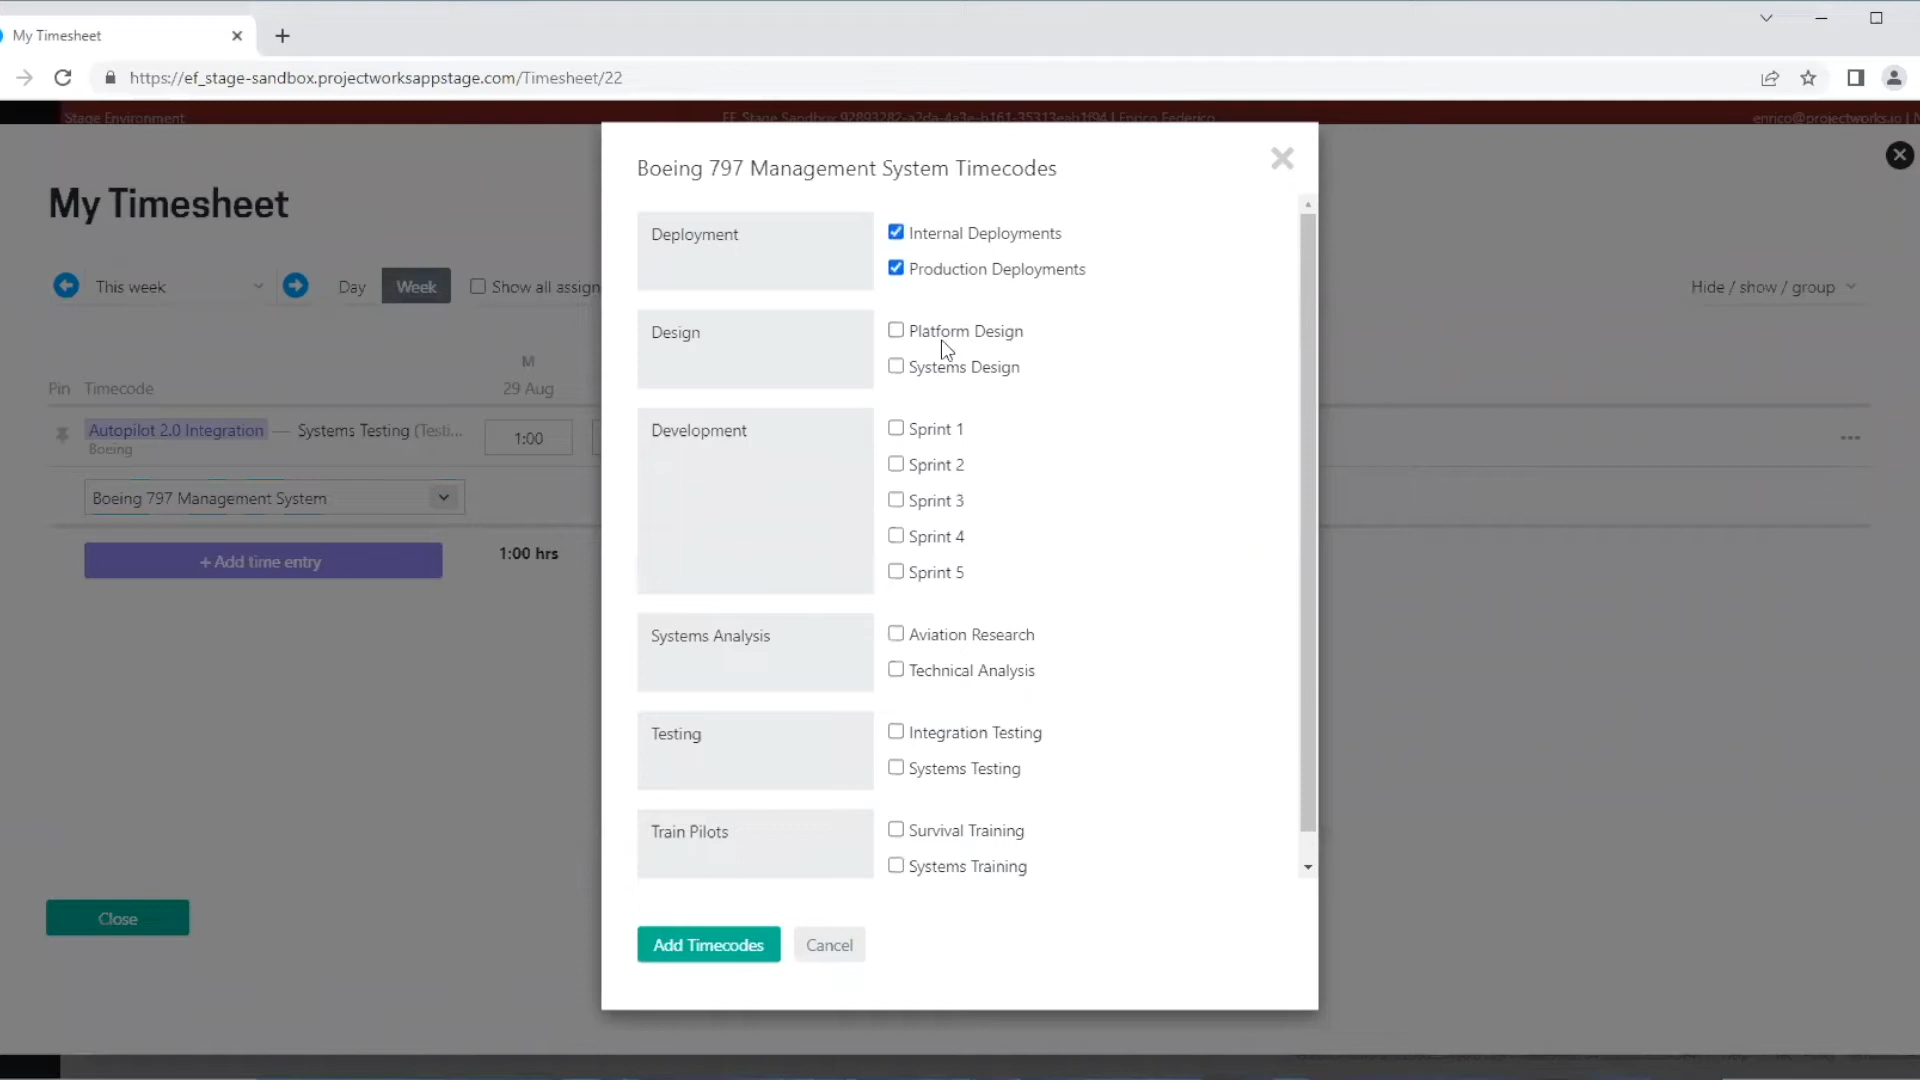 My Timesheet
https://ef_stage-sandbox.projectworksappstage.com/Timesheet/22
Stage Environment
EF Stage Sandbox 92893282-a2da-4a3e-b161-35313eab1f94 | Enrico Federico
enrico@projectworks.io | N
My Timesheet
This week
Day
Week
Show all assign
Hide / show / group
M
Pin Timecode
29 Aug
Autopilot 2.0 Integration — Systems Testing (Testi...
1:00
Boeing
Boeing 797 Management System
+ Add time entry
1:00 hrs
Close
Boeing 797 Management System Timecodes
Deployment
Internal Deployments
Production Deployments
Design
Platform Design
Systems Design
Development
Sprint 1
Sprint 2
Sprint 3
Sprint 4
Sprint 5
Systems Analysis
Aviation Research
Technical Analysis
Testing
Integration Testing
Systems Testing
Train Pilots
Survival Training
Systems Training
Add Timecodes
Cancel